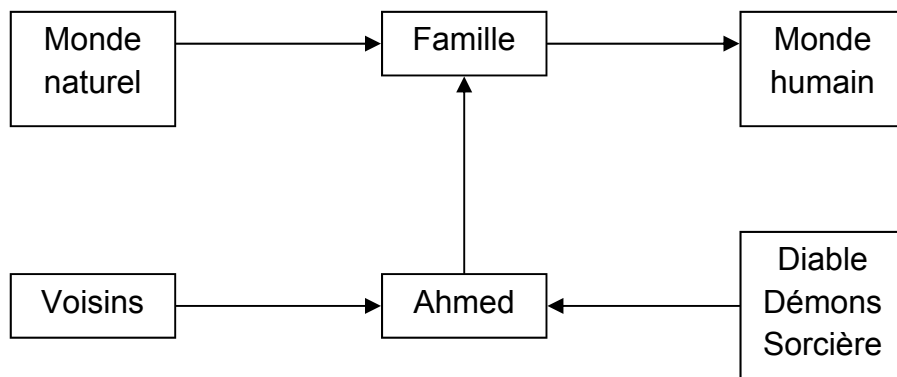 Monde
naturel
Famille
Monde
humain
Voisins
Ahmed
Diable
Démons
Sorcière